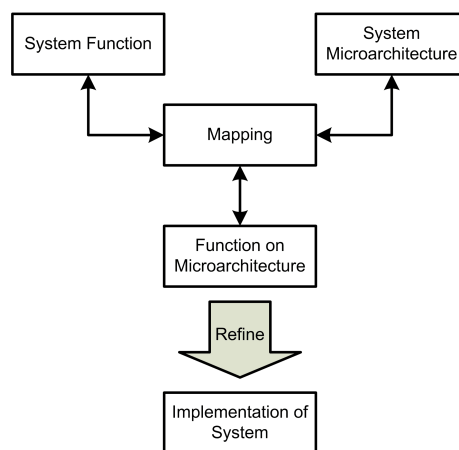 System Function
System
Microarchitecture
Mapping
Function on
Microarchitecture
Refine
Implementation of
System